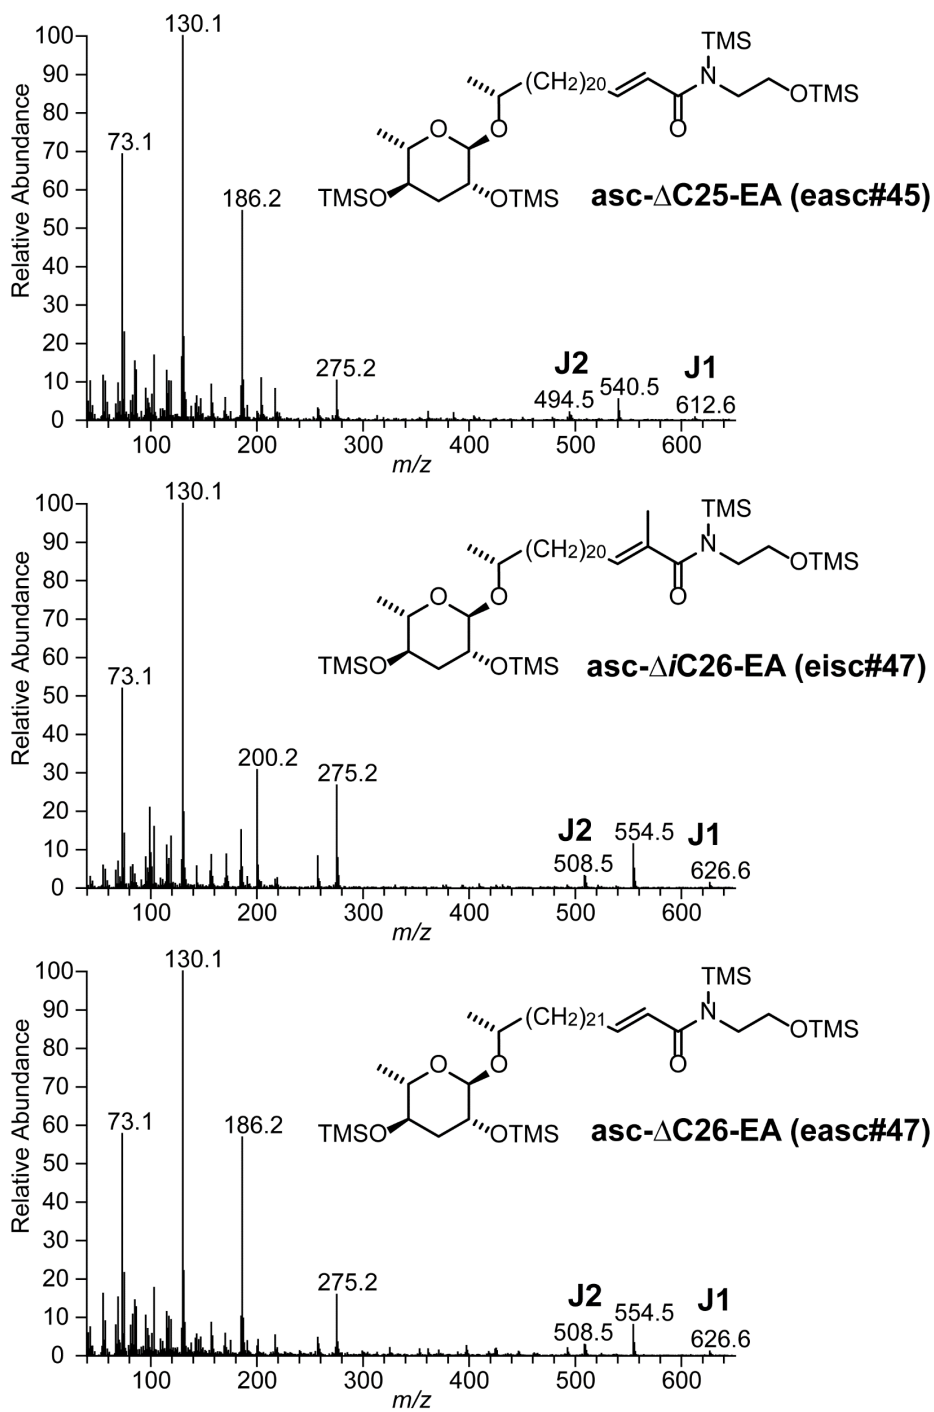 130.1
100
90
80
73.1
70
186.2
60
50
40
30
20
275.2
10
0
J2
494.5
540.5
J1
612.6
100 200 300 400 500 600
m/z
Relative Abundance
TMS
(CH2)20
N
OTMS
O
O
O
TMSO
OTMS
asc-ΔC25-EA (easc#45)
130.1
100
90
80
70
73.1
60
50
40
200.2
275.2
30
20
10
0
J2
508.5
554.5
J1
626.6
100 200 300 400 500 600
m/z
Relative Abundance
TMS
(CH2)20
N
OTMS
O
O
O
TMSO
OTMS
asc-ΔiC26-EA (eisc#47)
130.1
100
90
80
70
73.1
186.2
60
50
40
30
20
275.2
10
0
J2
508.5
554.5
J1
626.6
100 200 300 400 500 600
m/z
Relative Abundance
TMS
(CH2)21
N
OTMS
O
O
O
TMSO
OTMS
asc-ΔC26-EA (easc#47)